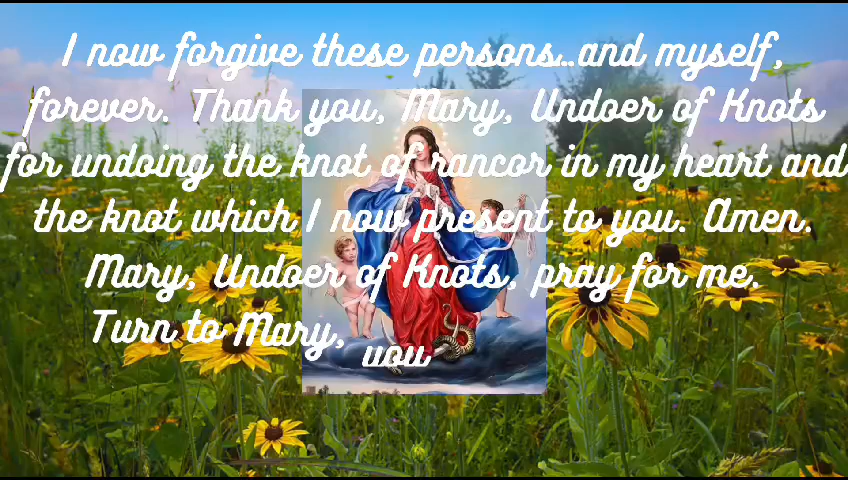 I now forgive these persons...and myself,
forever. Thank you, Mary, Undoer of Knots
for undoing the knot of rancor in my heart and
the knot which I now present to you. Amen.
Mary, Undoer of Knots, pray for me.
Turn to Mary, you